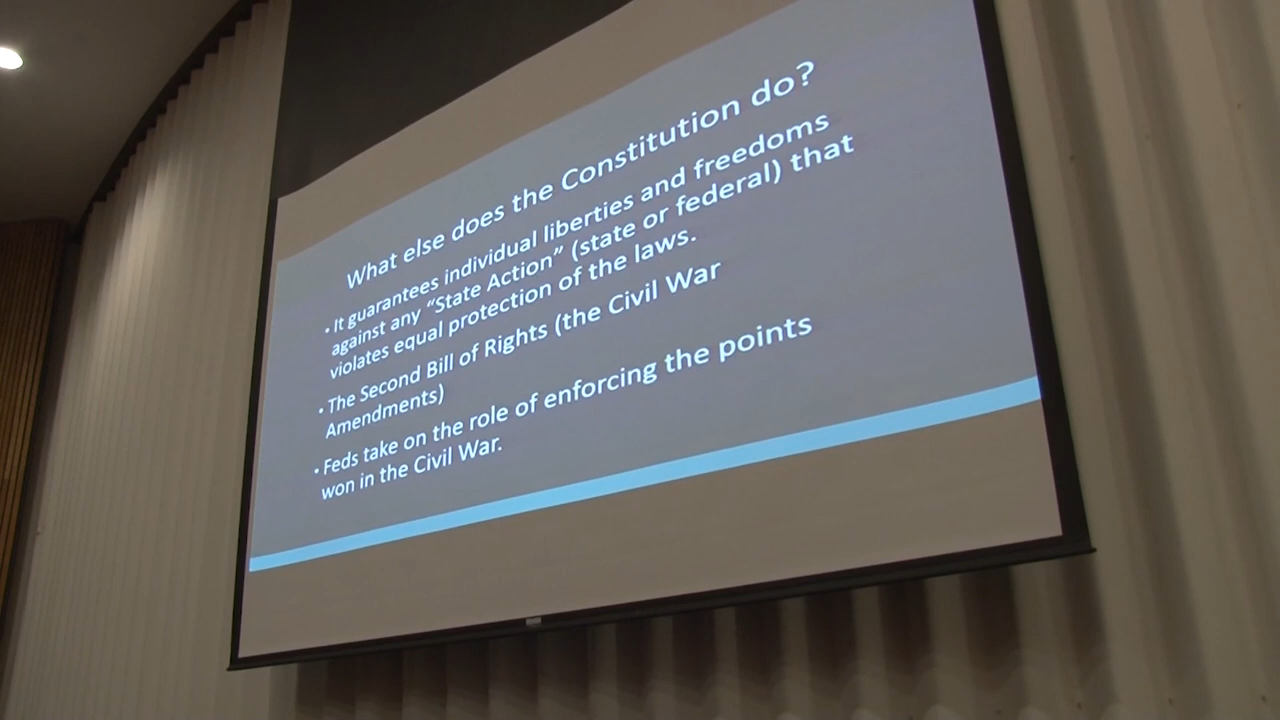 What else does the Constitution do?
• It guarantees individual liberties and freedoms
against any “State Action” (state or federal) that
violates equal protection of the laws.
• The Second Bill of Rights (the Civil War
Amendments)
• Feds take on the role of enforcing the points
won in the Civil War.